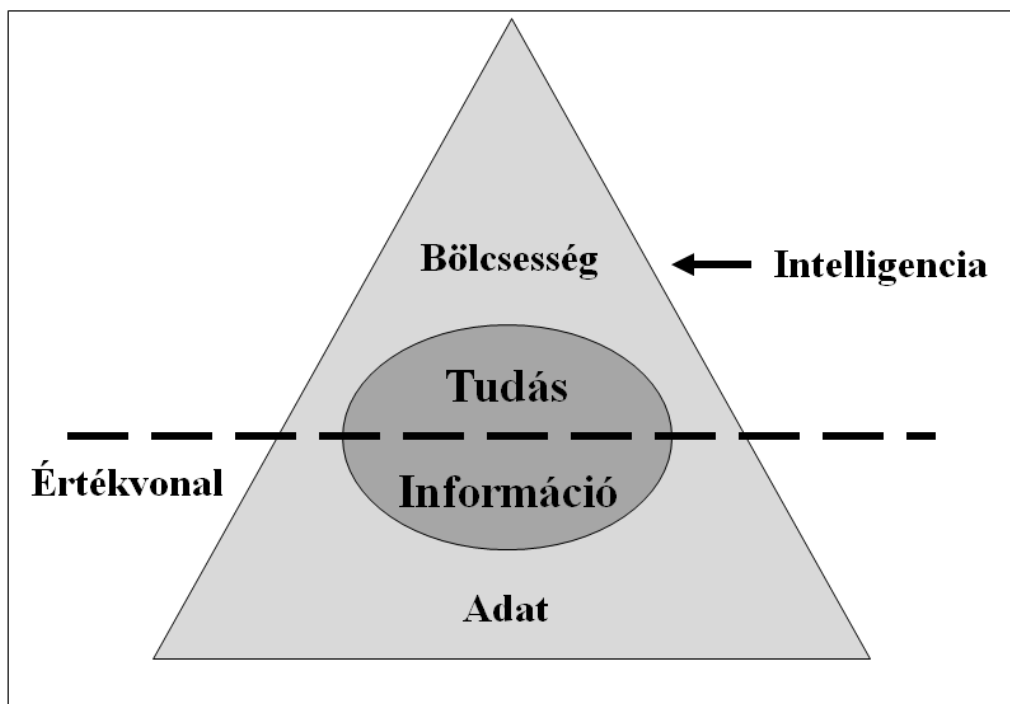 Bölcsesség
Intelligencia
Tudás
Értékvonal
Információ
Adat